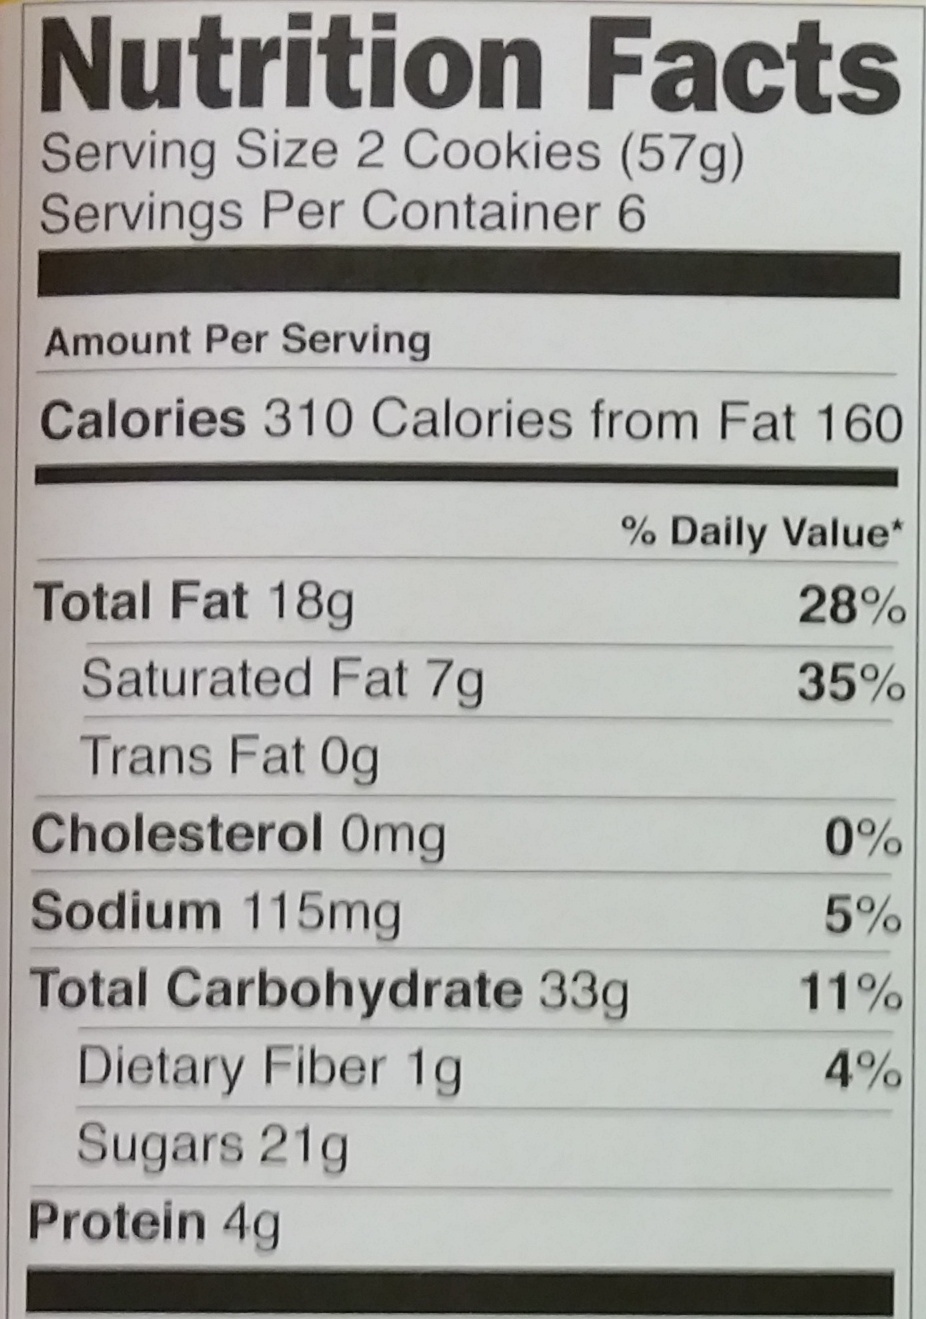 Nutrition Facts
Serving Size 2 Cookies (57g)
Servings Per Container 6
Amount Per Serving
Calories 310 Calories from Fat 160
% Daily Value*
Total Fat 18g 28%
Saturated Fat 7g 35%
Trans Fat 0g
Cholesterol 0mg 0%
Sodium 115mg 5%
Total Carbohydrate 33g 11%
Dietary Fiber 1g 4%
Sugars 21g
Protein 4g